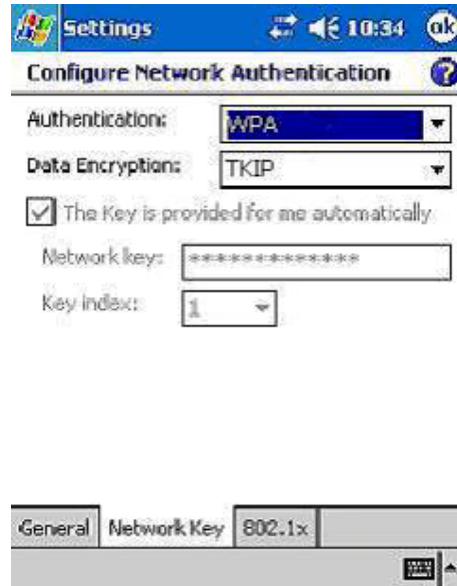 Settings 10:34 ok
Configure Network Authentication ?
Authentication: WPA
Data Encryption: TKIP
The Key is provided for me automatically
Network key: *************
Key index: 1
General Network Key 802.1x